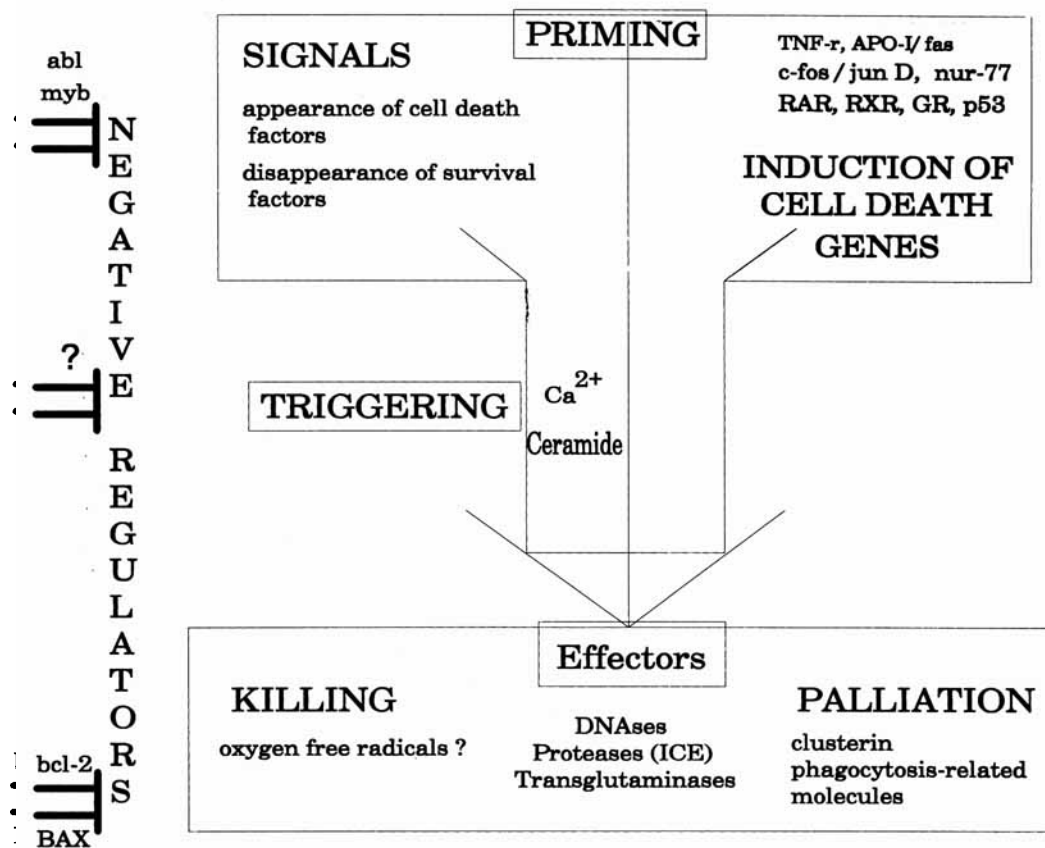 abl
myb
NEGATIVE REGULATORS
?
bcl-2
BAX
PRIMING
SIGNALS
appearance of cell death
factors
disappearance of survival
factors
TNF-r, APO-I/ fas
c-fos / jun D, nur-77
RAR, RXR, GR, p53
INDUCTION OF
CELL DEATH
GENES
TRIGGERING
Ca2+
Ceramide
Effectors
KILLING
oxygen free radicals ?
DNAses
Proteases (ICE)
Transglutaminases
PALLIATION
clusterin
phagocytosis-related
molecules